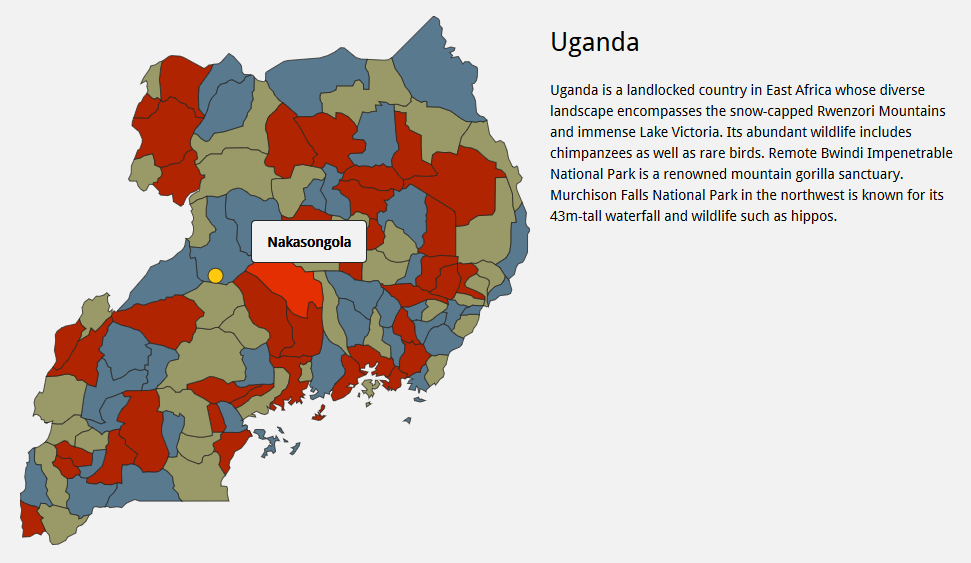 Uganda
Uganda is a landlocked country in East Africa whose diverse
landscape encompasses the snow-capped Rwenzori Mountains
and immense Lake Victoria. Its abundant wildlife includes
chimpanzees as well as rare birds. Remote Bwindi Impenetrable
National Park is a renowned mountain gorilla sanctuary.
Murchison Falls National Park in the northwest is known for its
43m-tall waterfall and wildlife such as hippos.
Nakasongola